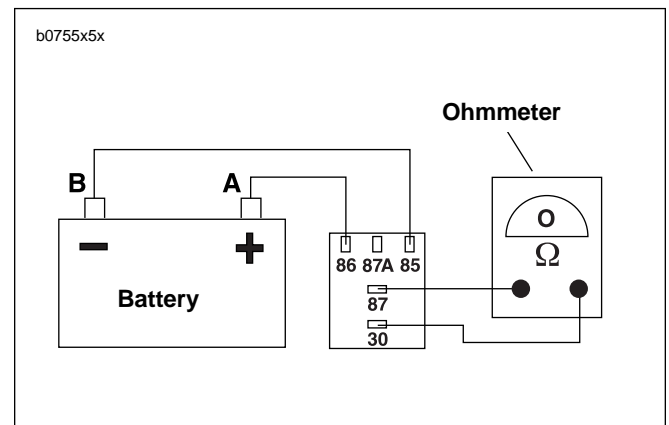 b0755x5x
Ohmmeter
B A
O
Ω
− +
86 87A 85
Battery
87
30